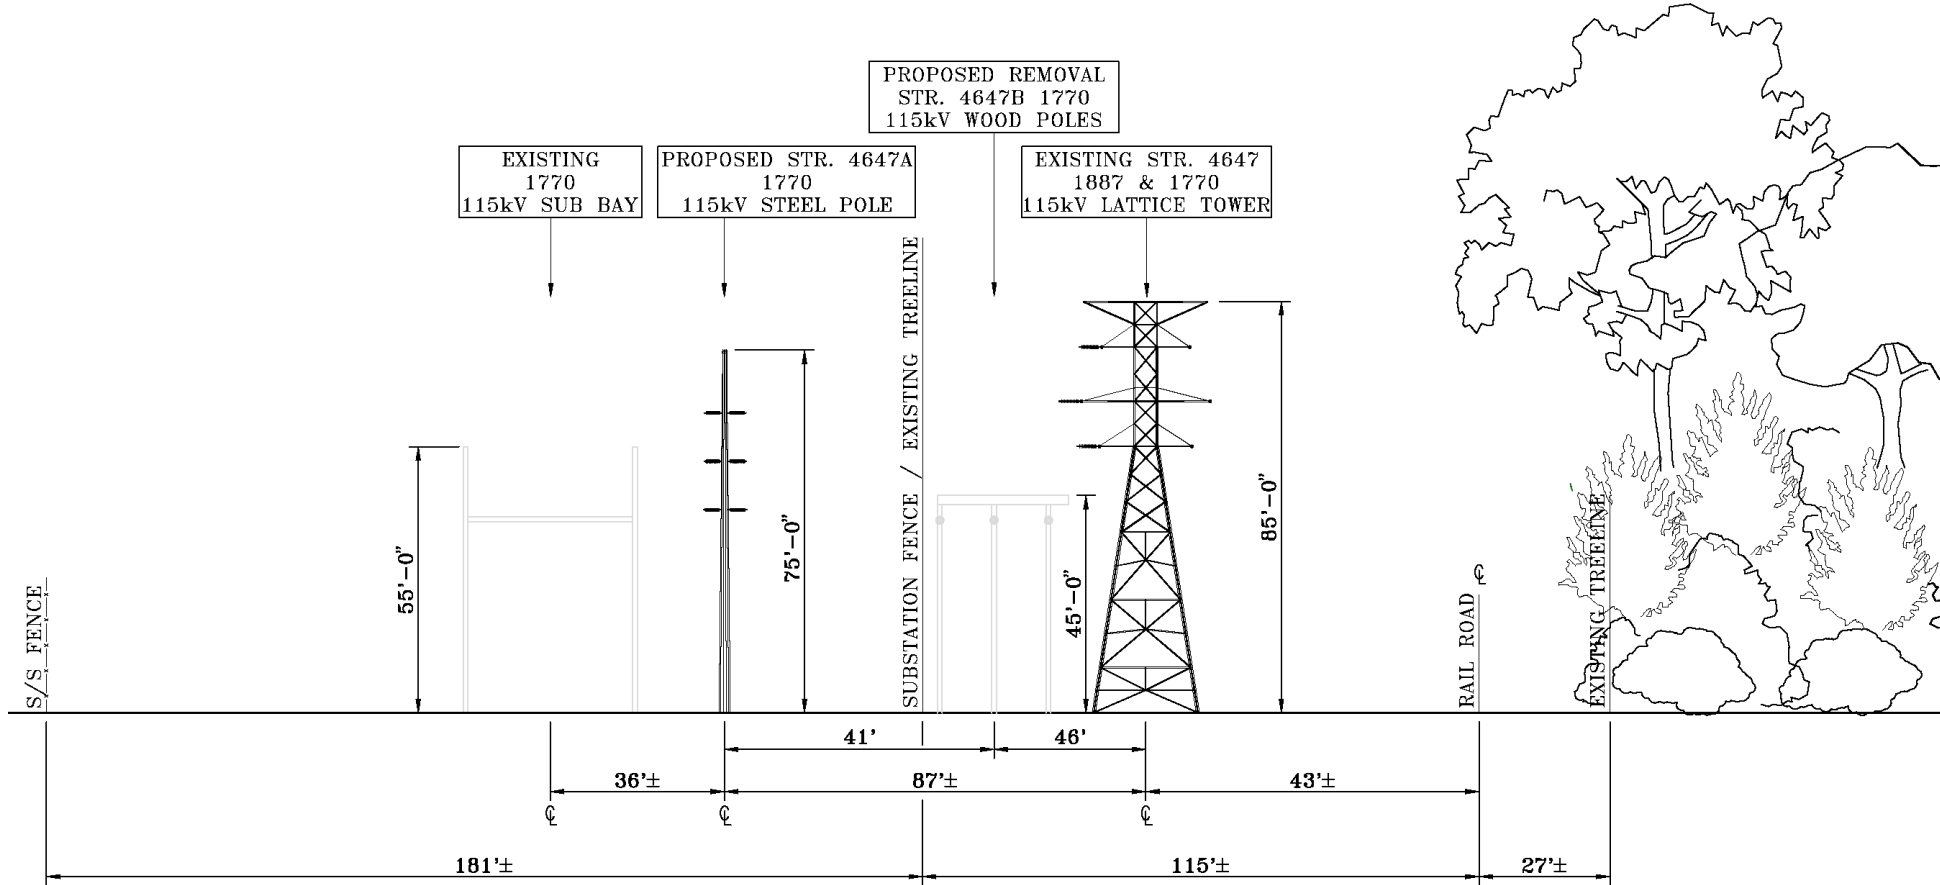 PROPOSED REMOVAL
STR. 4647B 1770
115kV WOOD POLES
EXISTING
1770
115kV SUB BAY
PROPOSED STR. 4647A
1770
115kV STEEL POLE
EXISTING STR. 4647
1887 & 1770
115kV LATTICE TOWER
S/S FENCE
55'-0"
75'-0"
SUBSTATION FENCE / EXISTING TREELINE
45'-0"
85'-0"
RAIL ROAD ℄
EXISTING TREELINE
41'
46'
36'±
87'±
43'±
℄
℄
℄
181'±
115'±
27'±